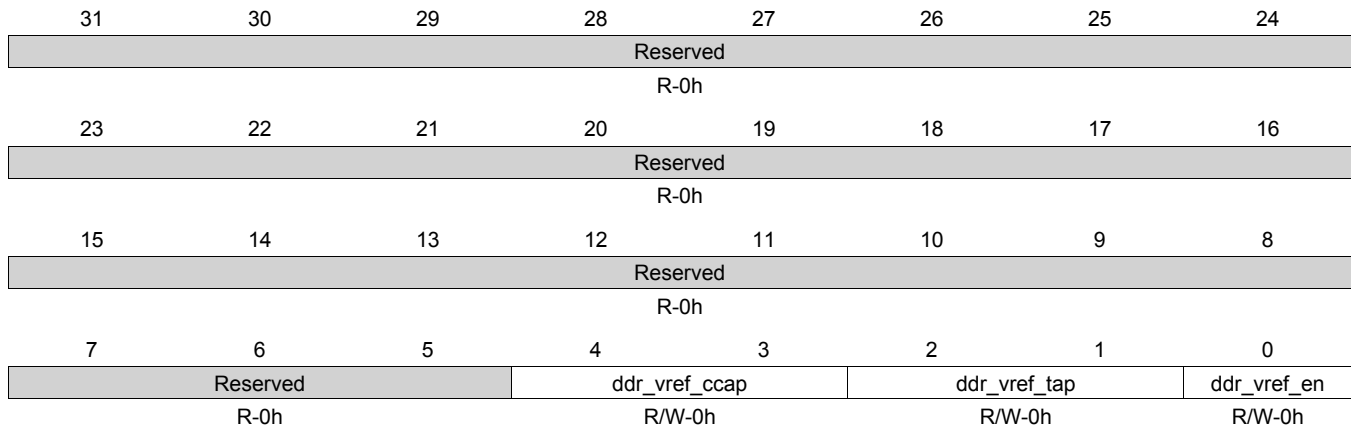 31 30 29 28 27 26 25 24
Reserved
R-0h
23 22 21 20 19 18 17 16
Reserved
R-0h
15 14 13 12 11 10 9 8
Reserved
R-0h
7 6 5 4 3 2 1 0
Reserved ddr_vref_ccap ddr_vref_tap ddr_vref_en
R-0h R/W-0h R/W-0h R/W-0h